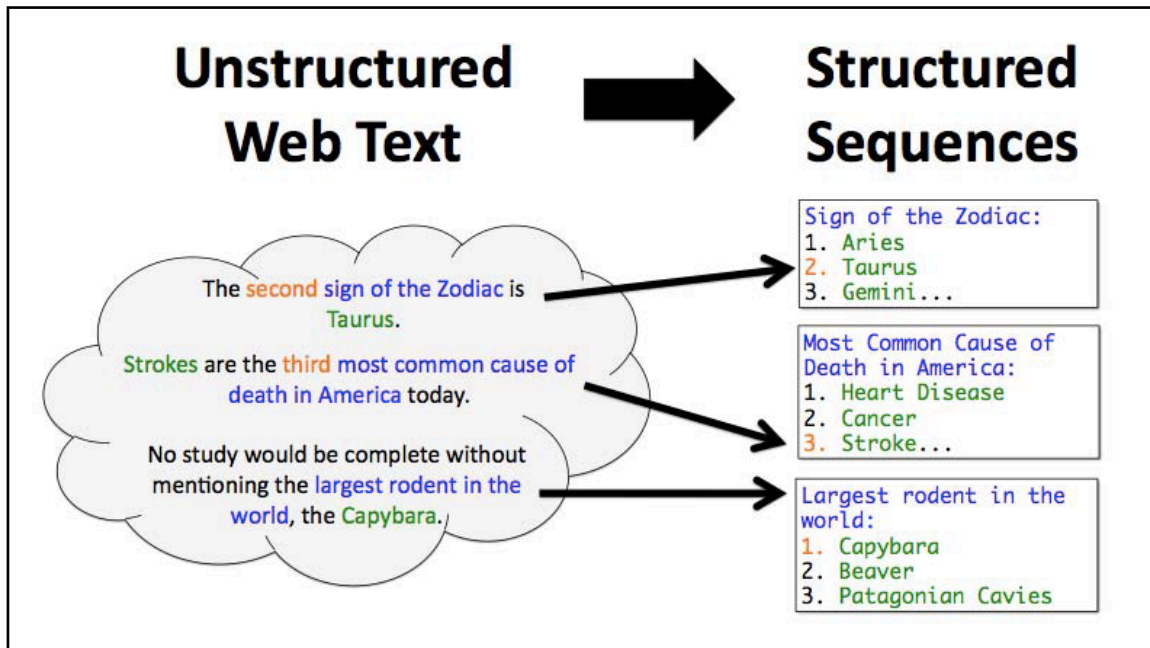 Unstructured
Web Text
Structured
Sequences
The second sign of the Zodiac is
Taurus.
Strokes are the third most common cause of
death in America today.
No study would be complete without
mentioning the largest rodent in the
world, the Capybara.
Sign of the Zodiac:
1. Aries
2. Taurus
3. Gemini...
Most Common Cause of
Death in America:
1. Heart Disease
2. Cancer
3. Stroke...
Largest rodent in the
world:
1. Capybara
2. Beaver
3. Patagonian Cavies